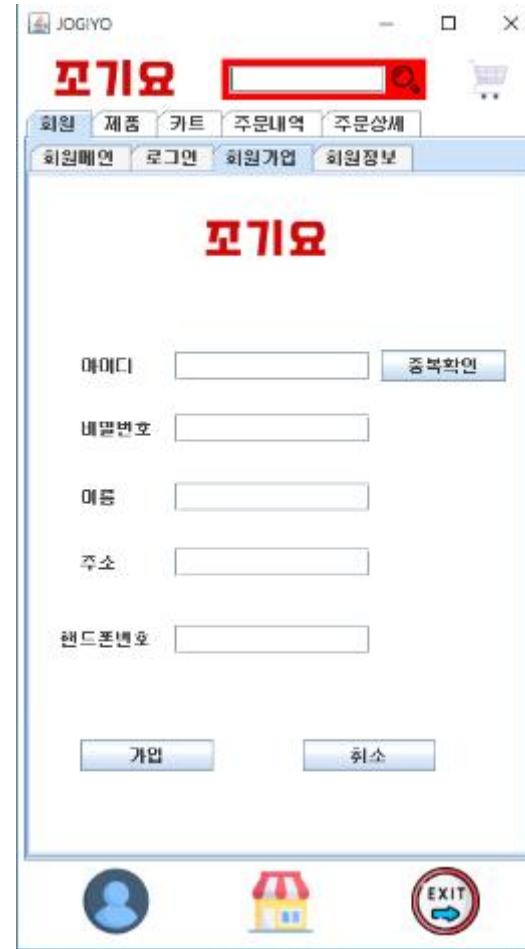 JOGIYO
꼬기요
회원 제품 카트 주문내역 주문상세
회원메인 로그인 회원가입 회원정보
꼬기요
아이디 중복확인
비밀번호
이름
주소
핸드폰번호
가입 취소
EXIT